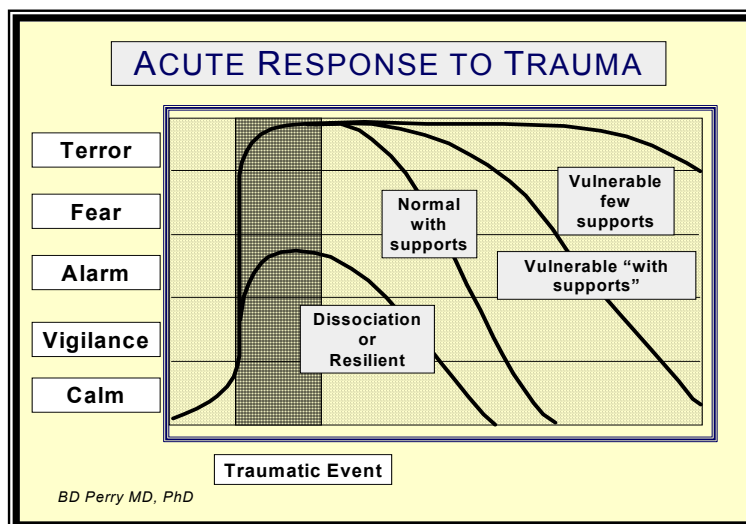 ACUTE RESPONSE TO TRAUMA
Terror
Fear
Alarm
Vigilance
Calm
Normal
with
supports
Vulnerable
few
supports
Vulnerable “with
supports”
Dissociation
or
Resilient
Traumatic Event
BD Perry MD, PhD